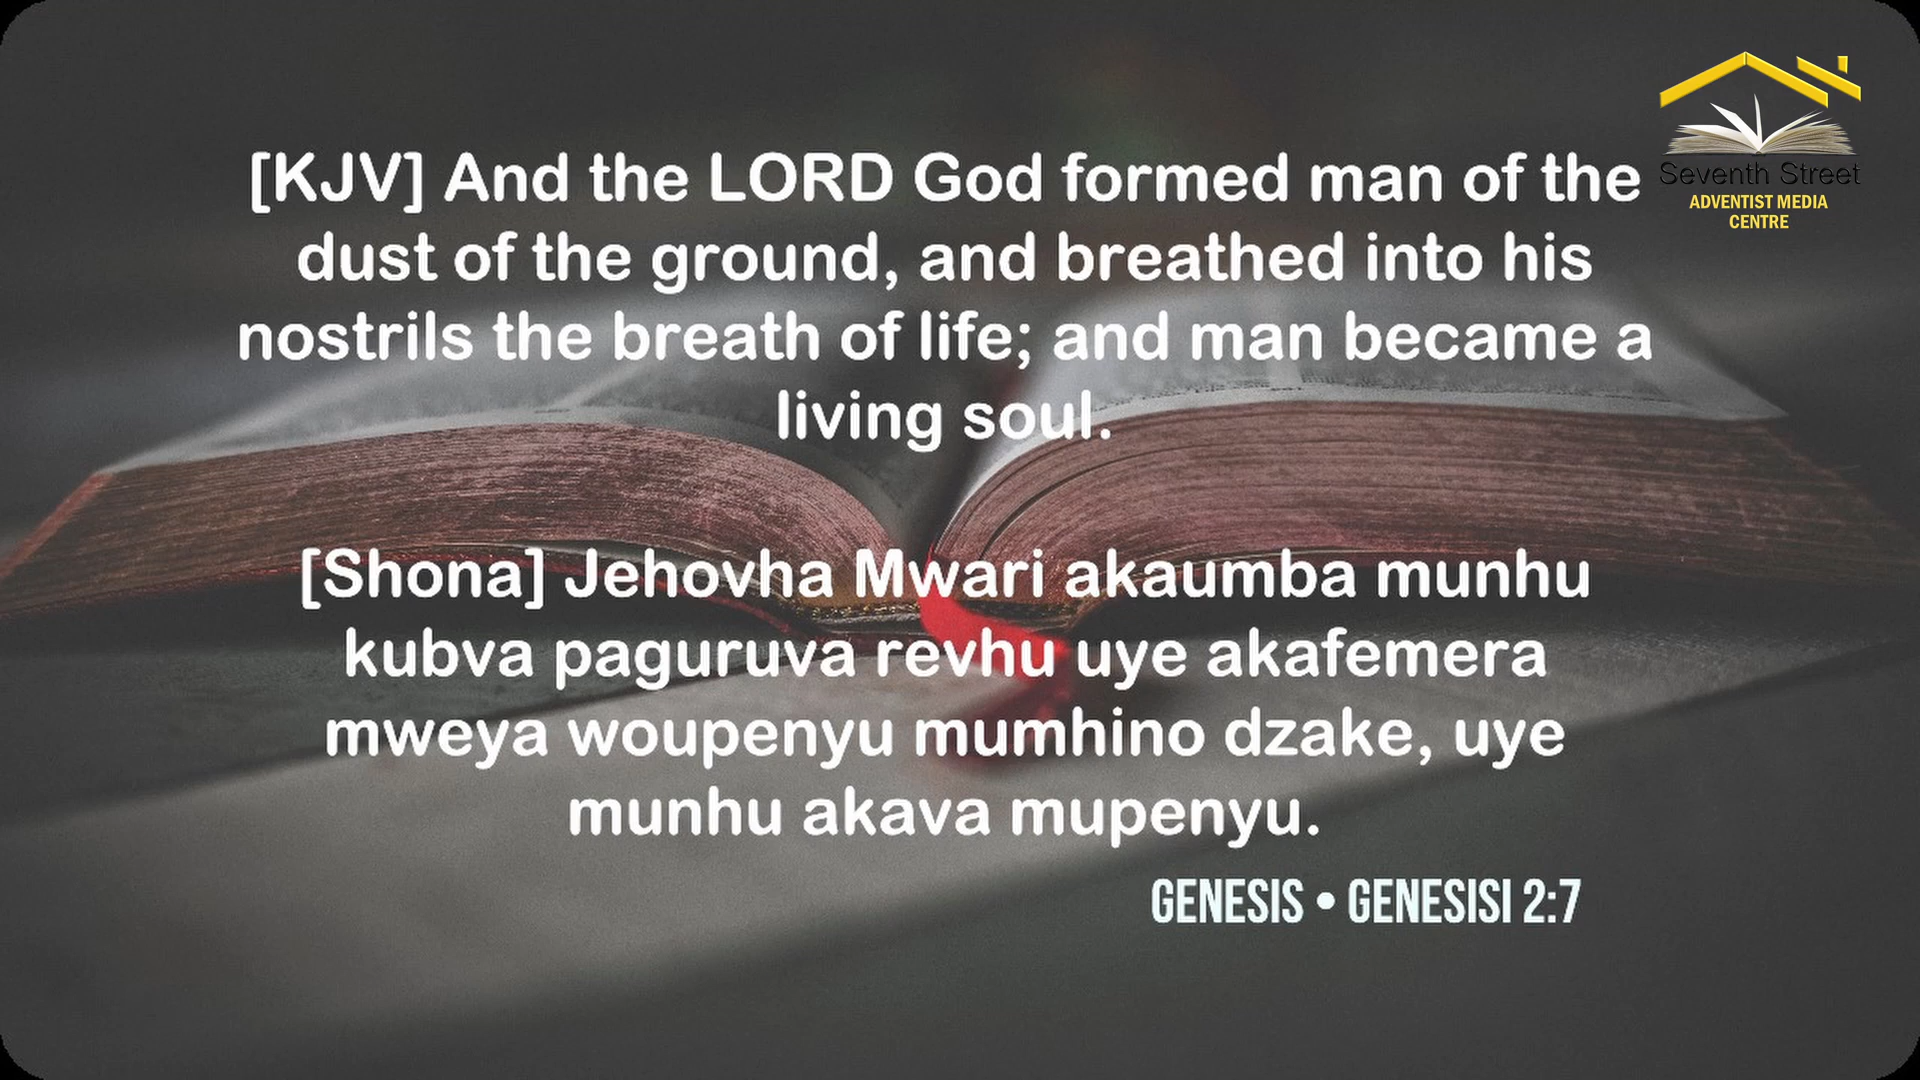 [KJV] And the LORD God formed man of the
dust of the ground, and breathed into his
nostrils the breath of life; and man became a
living soul.
[Shona] Jehovha Mwari akaumba munhu
kubva paguruva revhu uye akafemera
mweya woupenyu mumhino dzake, uye
munhu akava mupenyu.
GENESIS • GENESISI 2:7
Seventh Street
ADVENTIST MEDIA
CENTRE